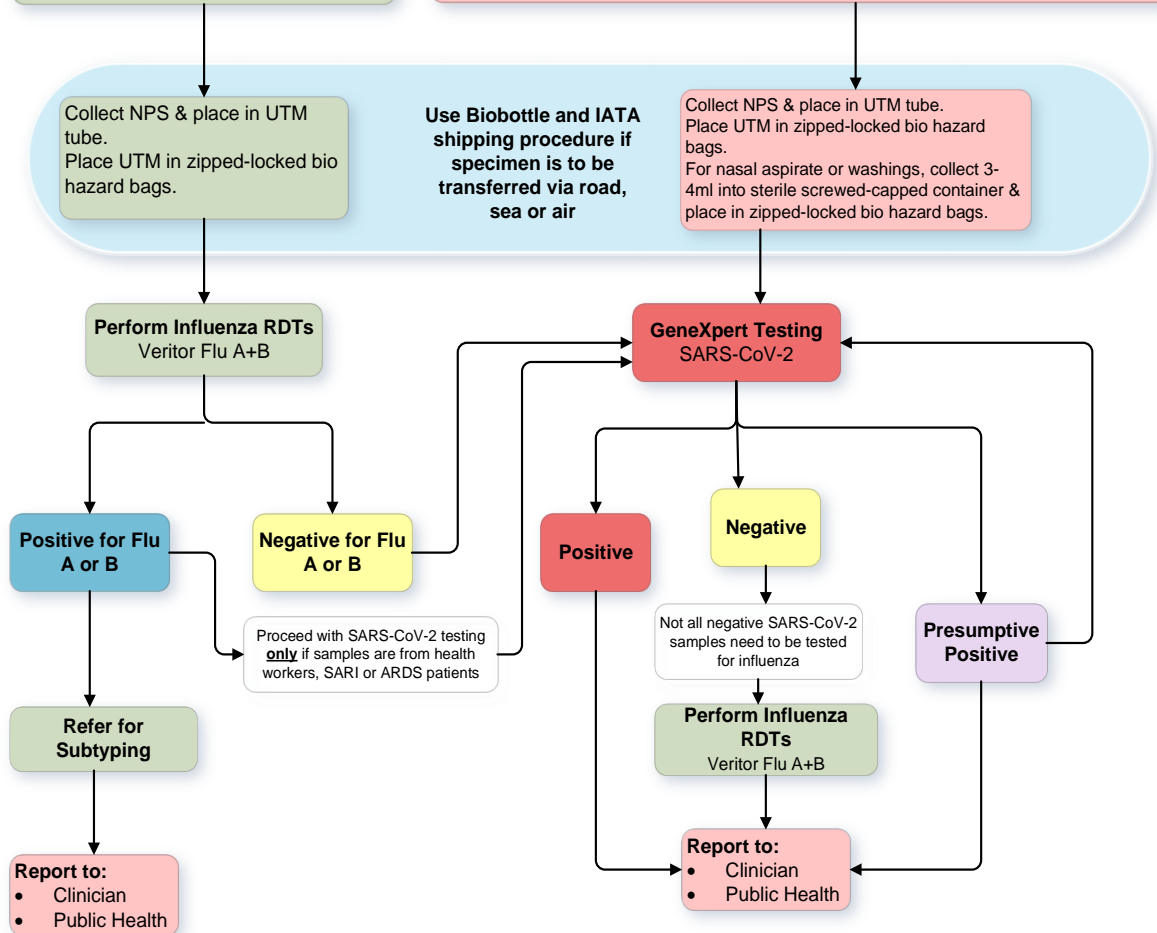 Collect NPS & place in UTM
tube.
Place UTM in zipped-locked bio
hazard bags.
Use Biobottle and IATA
shipping procedure if
specimen is to be
transferred via road,
sea or air
Collect NPS & place in UTM tube.
Place UTM in zipped-locked bio hazard
bags.
For nasal aspirate or washings, collect 3-
4ml into sterile screwed-capped container &
place in zipped-locked bio hazard bags.
Perform Influenza RDTs
Veritor Flu A+B
GeneXpert Testing
SARS-CoV-2
Positive for Flu
A or B
Negative for Flu
A or B
Positive
Negative
Proceed with SARS-CoV-2 testing
only if samples are from health
workers, SARI or ARDS patients
Not all negative SARS-CoV-2
samples need to be tested
for influenza
Presumptive
Positive
Refer for
Subtyping
Perform Influenza
RDTs
Veritor Flu A+B
Report to:
• Clinician
• Public Health
Report to:
• Clinician
• Public Health